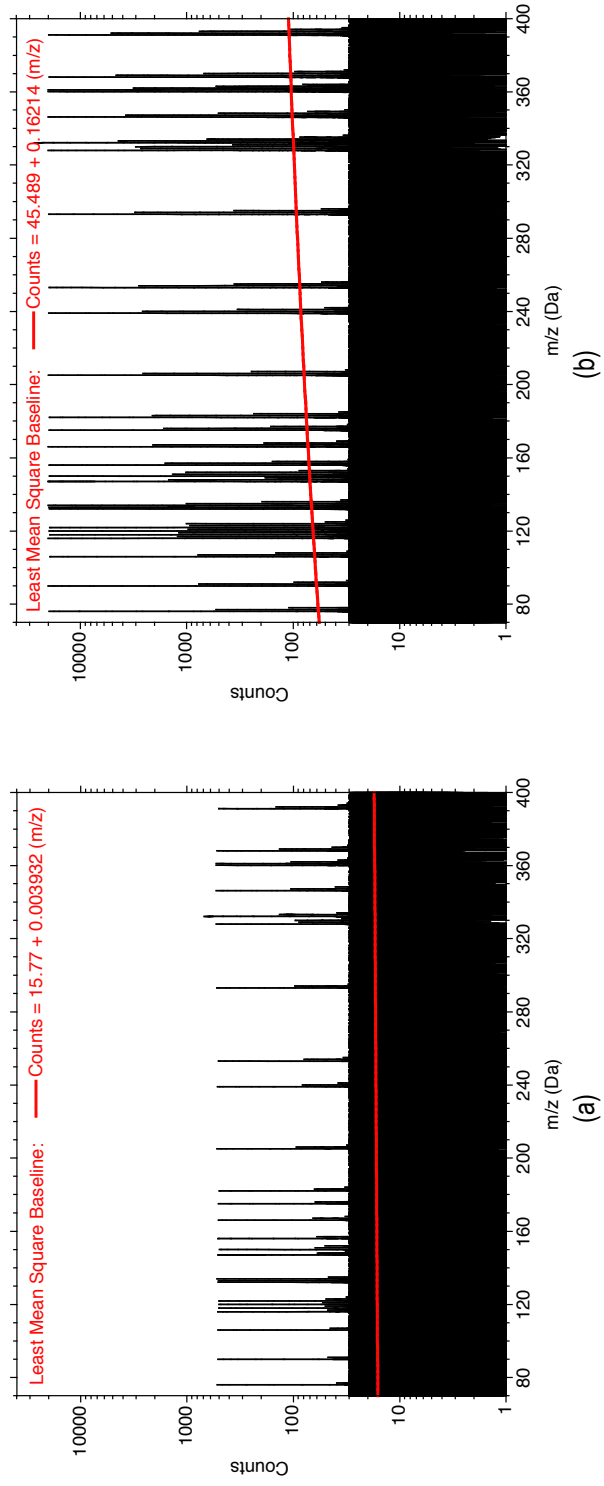 Least Mean Square Baseline: Counts = 15.77 + 0.003932 (m/z)
10000
1000
100
10
1
Counts
80 120 160 200 240 280 320 360 400
m/z (Da)
(a)
Least Mean Square Baseline: Counts = 45.489 + 0.16214 (m/z)
10000
1000
100
10
1
Counts
80 120 160 200 240 280 320 360 400
m/z (Da)
(b)